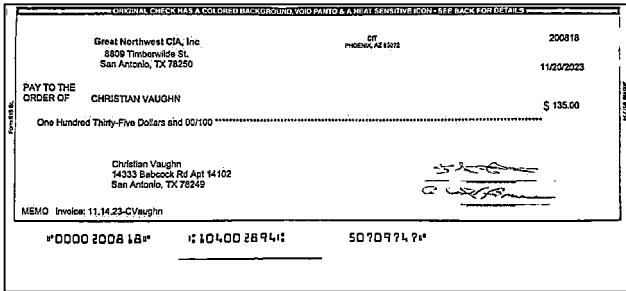 ORIGINAL CHECK HAS A COLORED BACKGROUND, VOID PANTO & A HEAT SENSITIVE ICON - SEE BACK FOR DETAILS
Great Northwest CIA, Inc
8809 Timberwilde St.
San Antonio, TX 78250
CIT
PHOENIX, AZ 85072
200818
11/20/2023
PAY TO THE
ORDER OF CHRISTIAN VAUGHN
$ 135.00
One Hundred Thirty-Five Dollars and 00/100
Christian Vaughn
14333 Babcock Rd Apt 14102
San Antonio, TX 78249
MEMO Invoice: 11.14.23-CVaughn
⑈0000200818⑈ ⑆104002894⑆ 50709747⑈